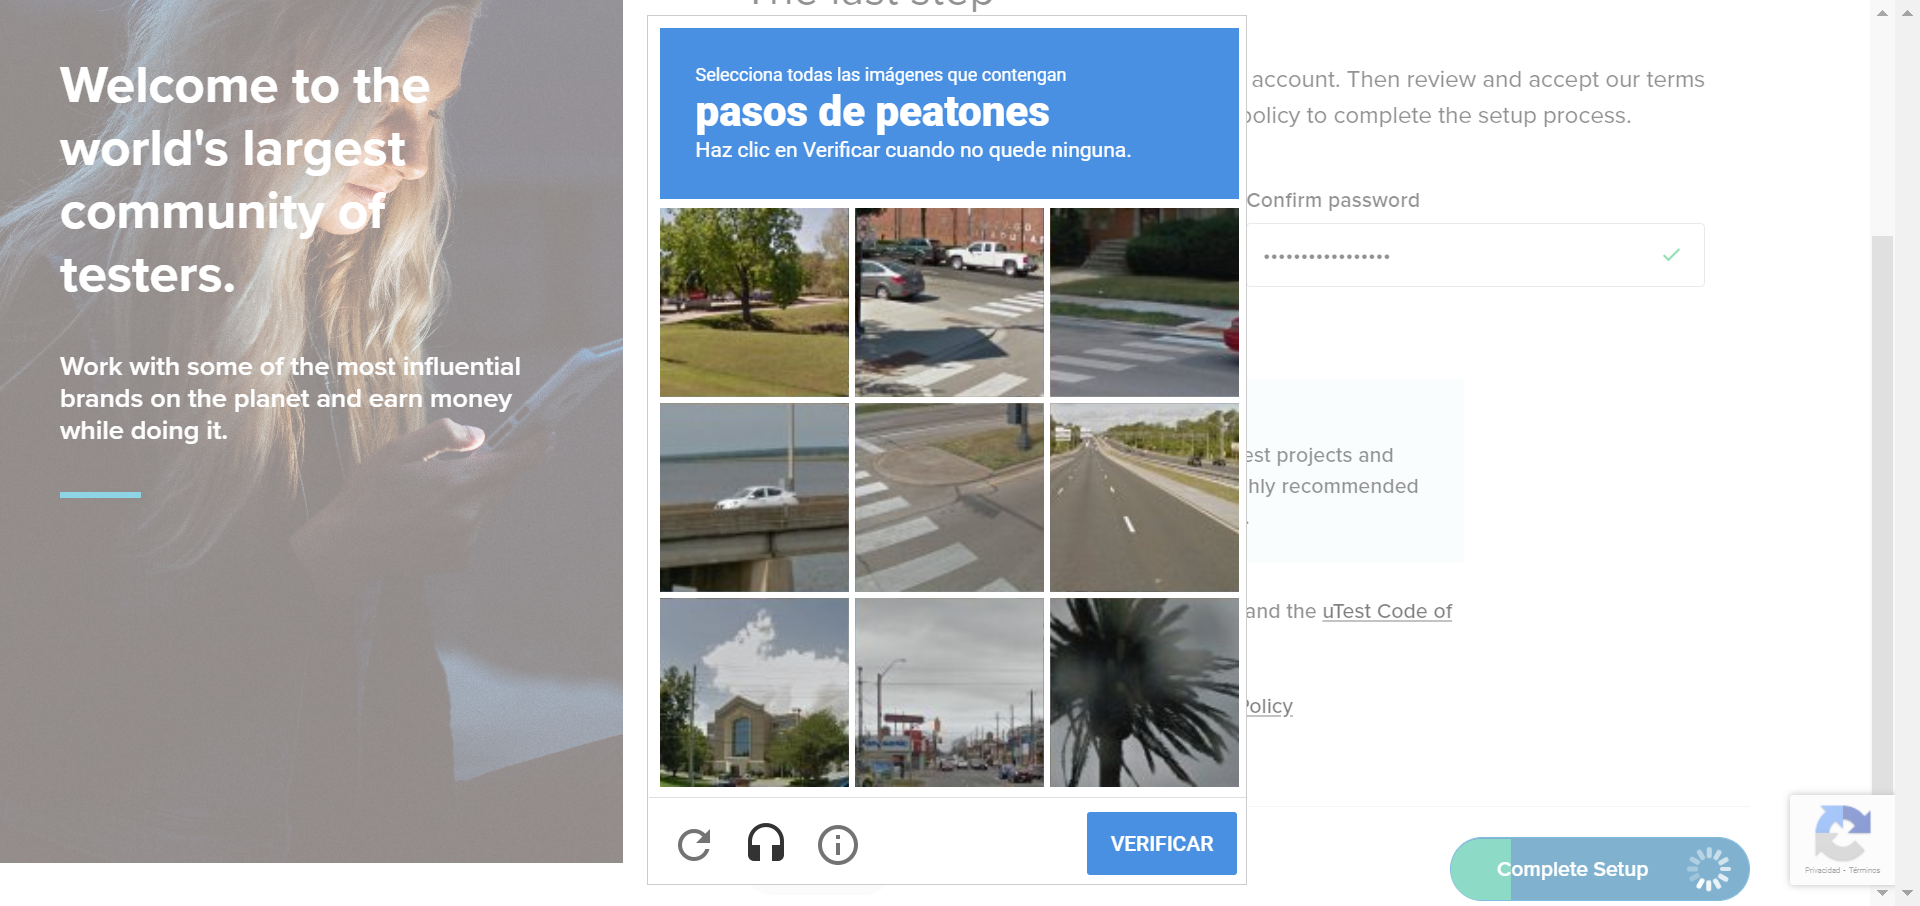 The last step
Welcome to the
world's largest
community of
testers.
Work with some of the most influential
brands on the planet and earn money
while doing it.
Selecciona todas las imágenes que contengan
pasos de peatones
Haz clic en Verificar cuando no quede ninguna.
account. Then review and accept our terms
policy to complete the setup process.
Confirm password
•••••••••••••••••
est projects and
hly recommended
and the uTest Code of
Policy
VERIFICAR
Complete Setup
Privacidad - Términos